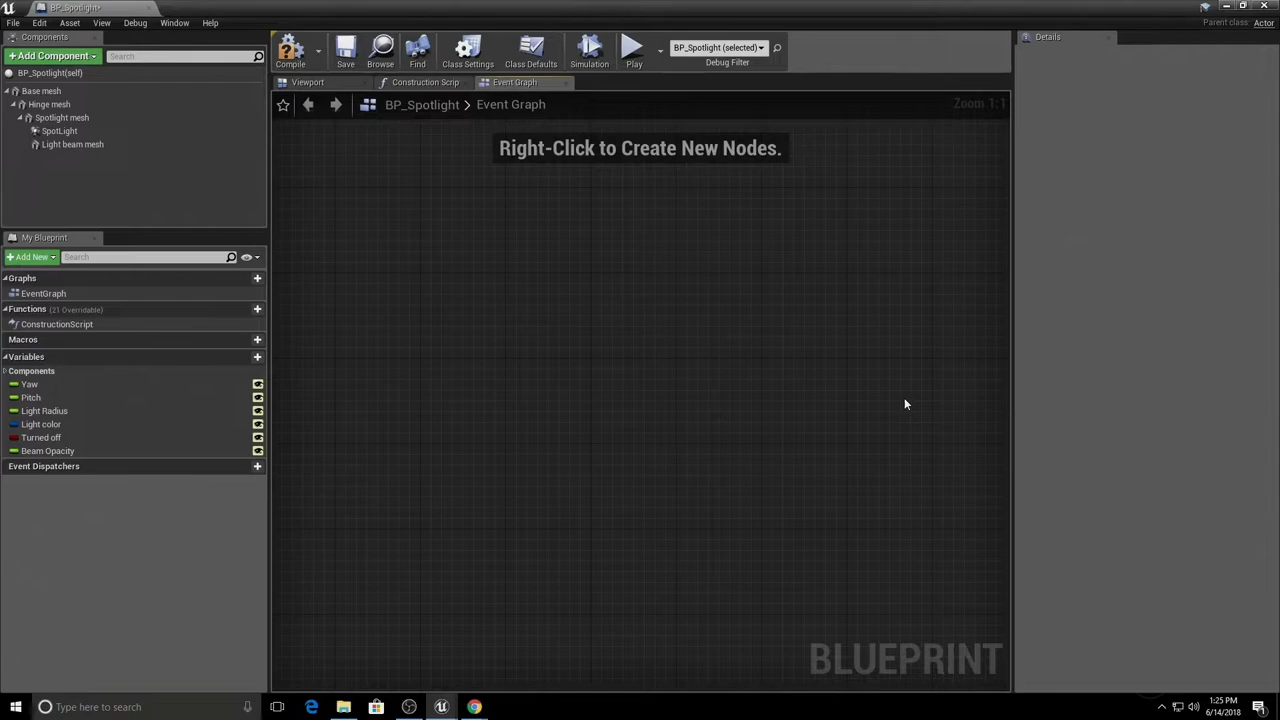 BP_Spotlight*
File Edit Asset View Debug Window Help
Parent class: Actor
Components
Add Component
Search
BP_Spotlight(self)
Base mesh
Hinge mesh
Spotlight mesh
SpotLight
Light beam mesh
My Blueprint
Add New
Search
Graphs
EventGraph
Functions (21 Overridable)
ConstructionScript
Macros
Variables
Components
Yaw
Pitch
Light Radius
Light color
Turned off
Beam Opacity
Event Dispatchers
Compile Save Browse Find Class Settings Class Defaults Simulation Play
BP_Spotlight (selected)
Debug Filter
Viewport
Construction Scrip
Event Graph
BP_Spotlight > Event Graph
Zoom 1:1
Right-Click to Create New Nodes.
BLUEPRINT
Details
Type here to search
1:25 PM
6/14/2018